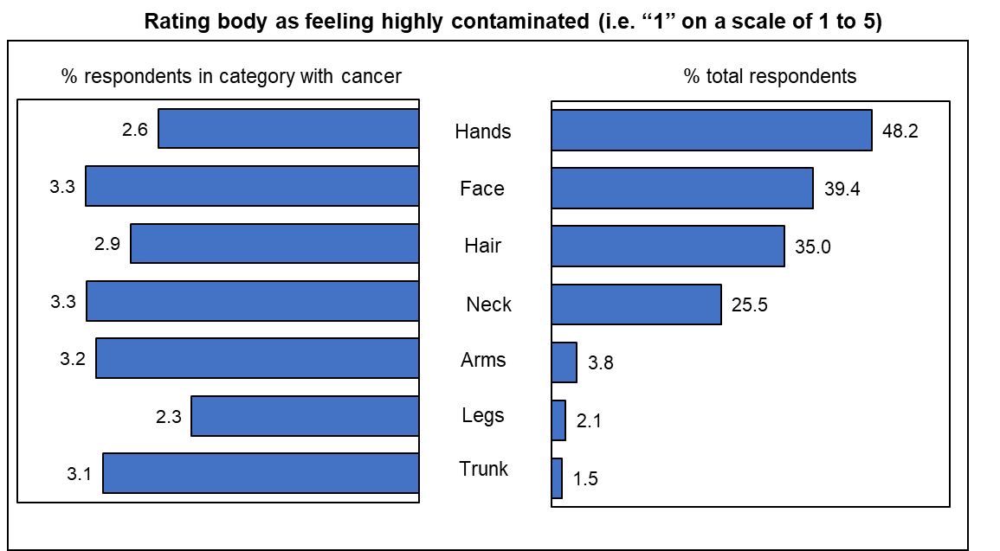 Rating body as feeling highly contaminated (i.e. “1” on a scale of 1 to 5)
% respondents in category with cancer
% total respondents
2.6 Hands 48.2
3.3 Face 39.4
2.9 Hair 35.0
3.3 Neck 25.5
3.2 Arms 3.8
2.3 Legs 2.1
3.1 Trunk 1.5